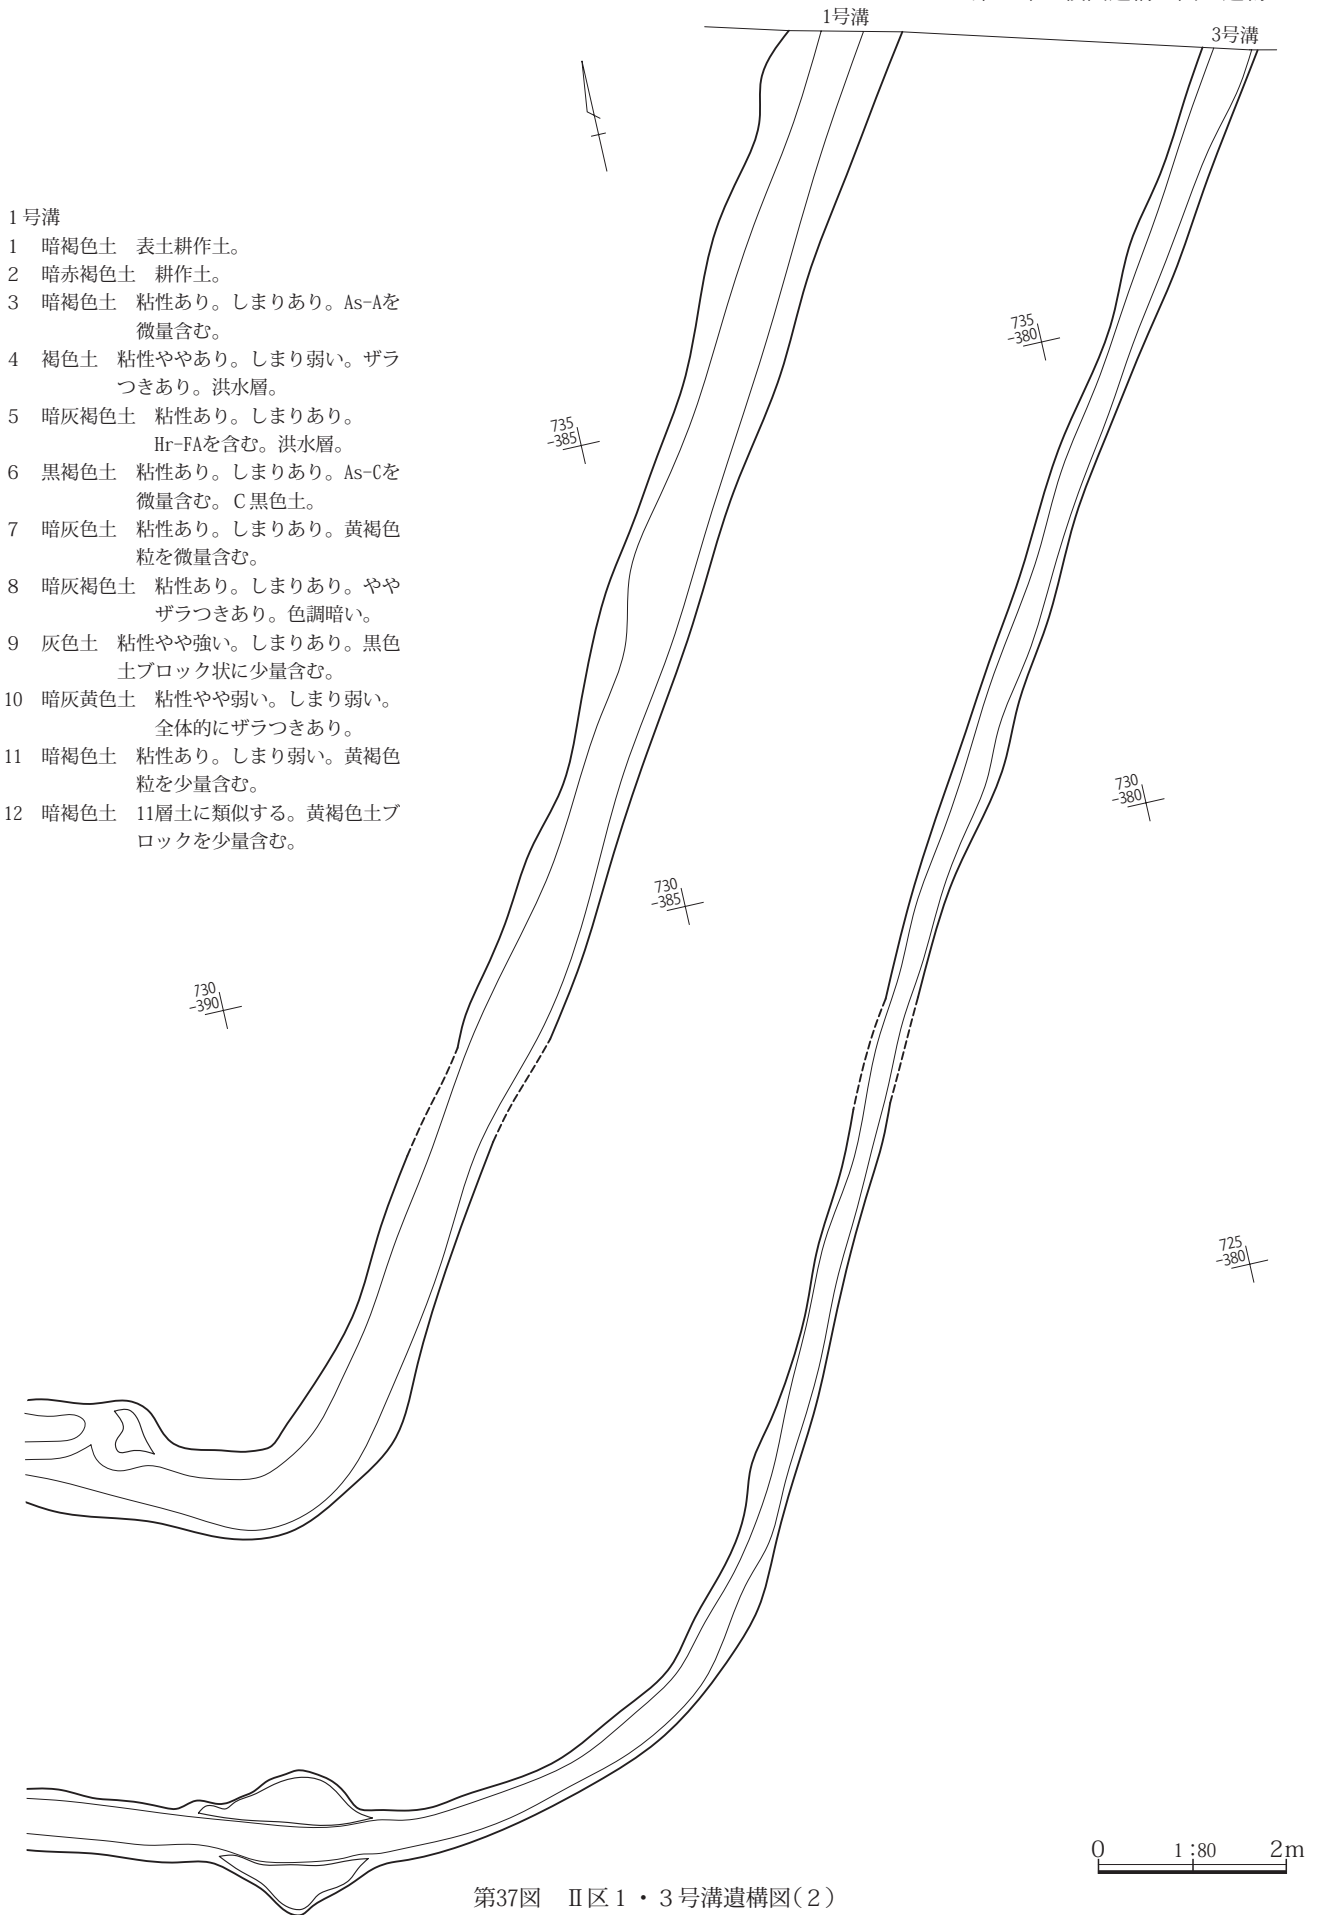 1号溝
3号溝
1号溝
1 暗褐色土 表土耕作土。
2 暗赤褐色土 耕作土。
3 暗褐色土 粘性あり。しまりあり。As-Aを
微量含む。
4 褐色土 粘性ややあり。しまり弱い。ザラ
つきあり。洪水層。
5 暗灰褐色土 粘性あり。しまりあり。
Hr-FAを含む。洪水層。
6 黒褐色土 粘性あり。しまりあり。As-Cを
微量含む。C黒色土。
7 暗灰色土 粘性あり。しまりあり。黄褐色
粒を微量含む。
8 暗灰褐色土 粘性あり。しまりあり。やや
ザラつきあり。色調暗い。
9 灰色土 粘性やや強い。しまりあり。黒色
土ブロック状に少量含む。
10 暗灰黄色土 粘性やや弱い。しまり弱い。
全体的にザラつきあり。
11 暗褐色土 粘性あり。しまり弱い。黄褐色
粒を少量含む。
12 暗褐色土 11層土に類似する。黄褐色土ブ
ロックを少量含む。
735
-380
735
-385
730
-380
730
-385
730
-390
725
-380
0 1:80 2m
第37図 Ⅱ区1・3号溝遺構図(2)